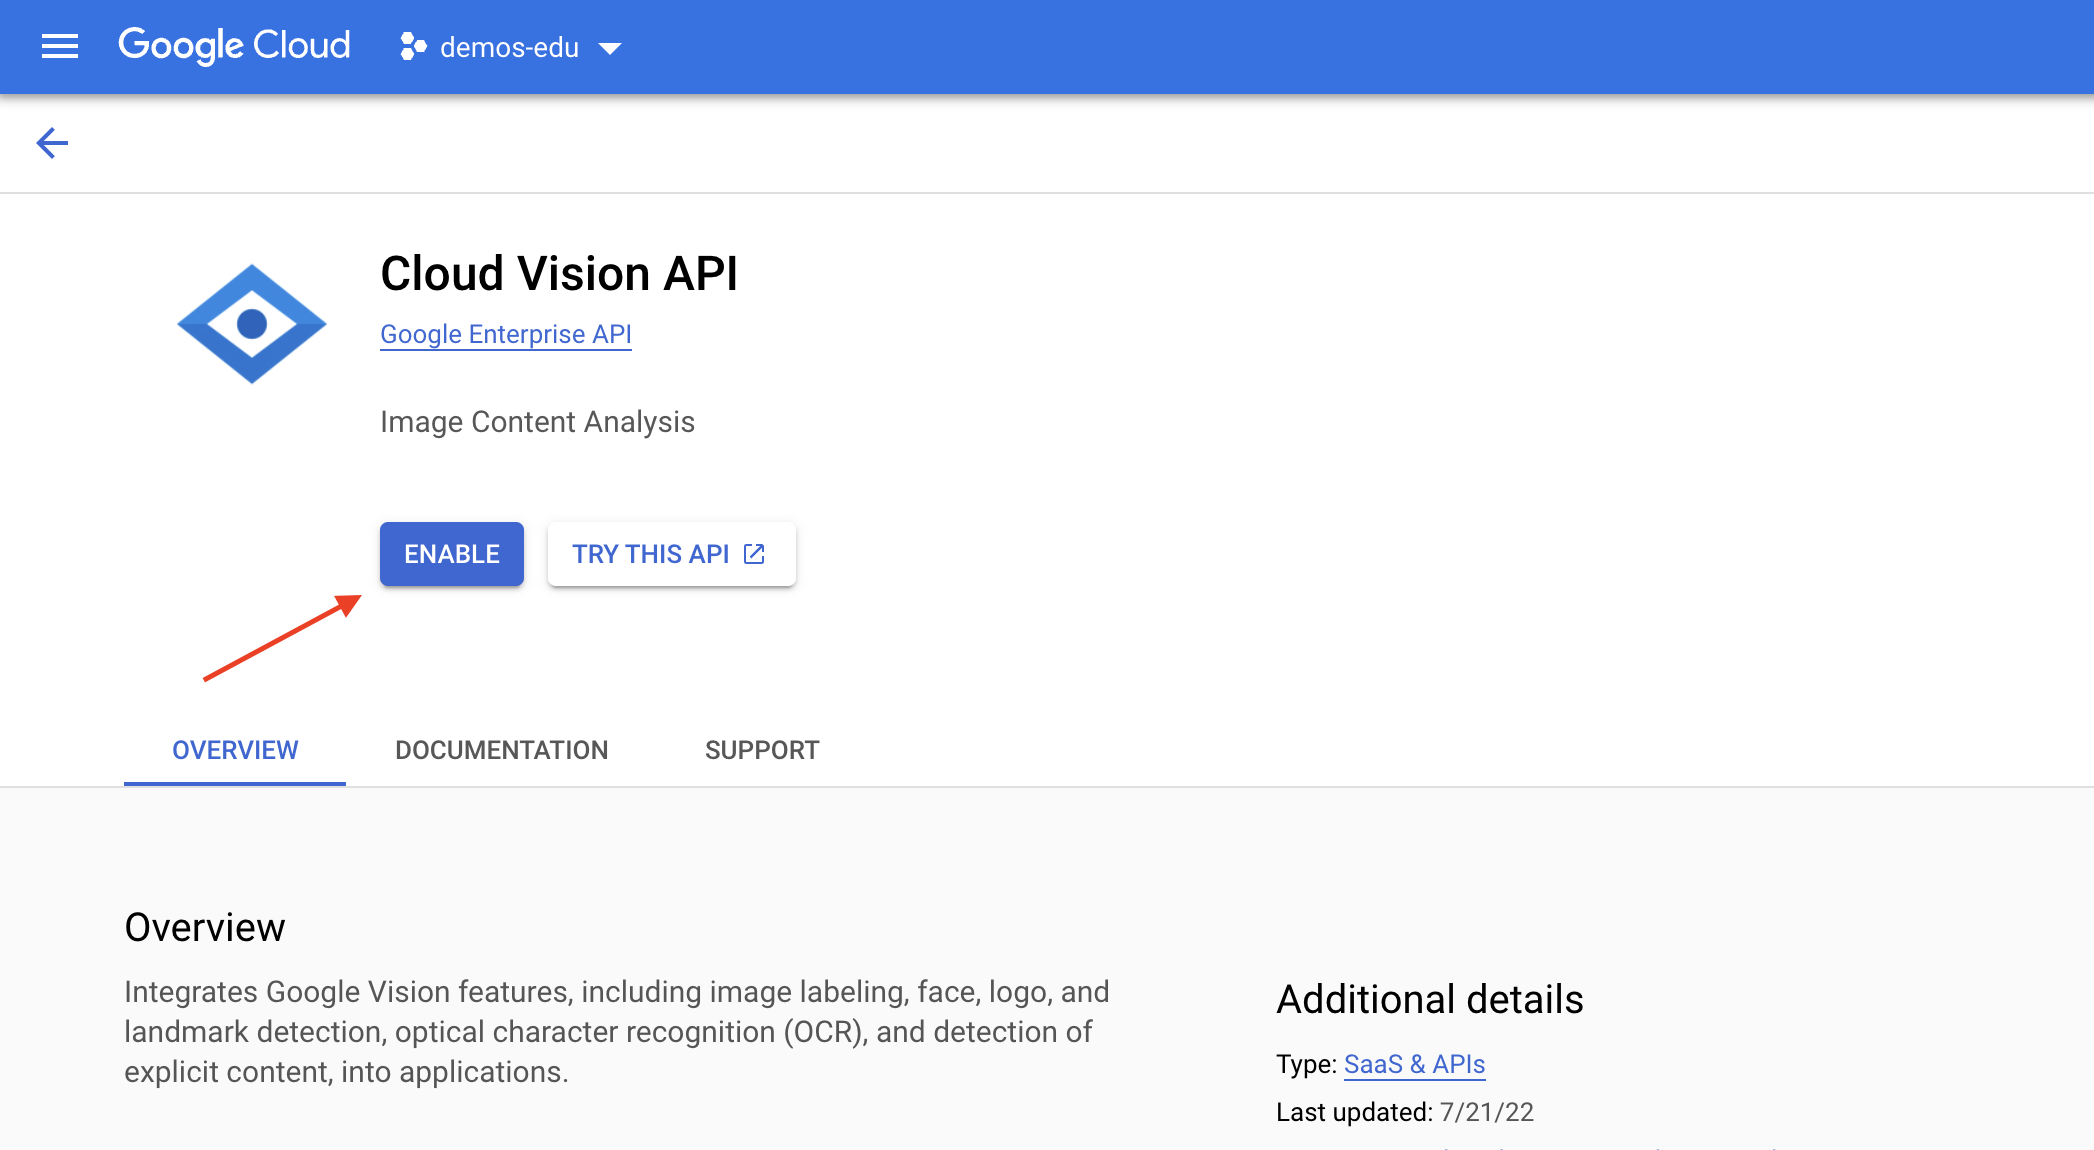 Google Cloud
demos-edu
Cloud Vision API
Google Enterprise API
Image Content Analysis
ENABLE
TRY THIS API
OVERVIEW
DOCUMENTATION
SUPPORT
Overview
Integrates Google Vision features, including image labeling, face, logo, and
landmark detection, optical character recognition (OCR), and detection of
explicit content, into applications.
Additional details
Type: SaaS & APIs
Last updated: 7/21/22